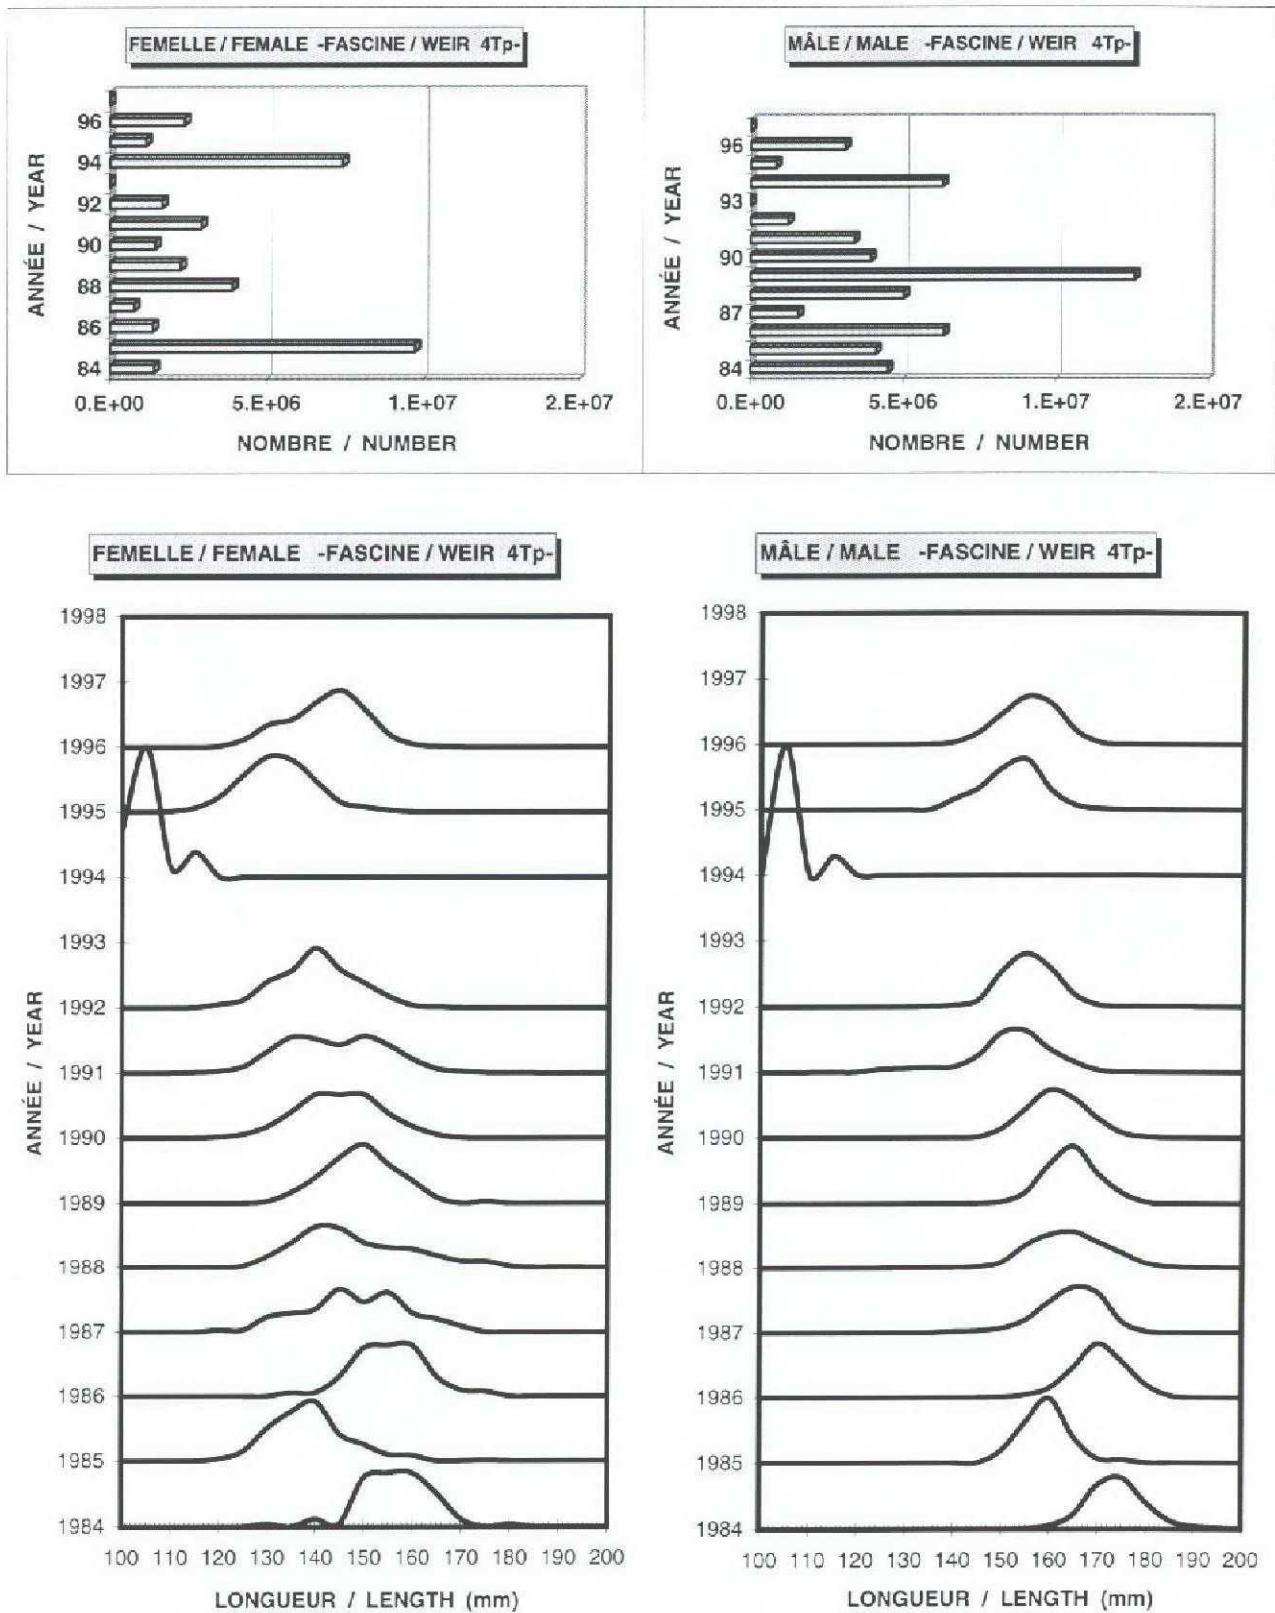 FEMELLE / FEMALE -FASCINE / WEIR 4Tp-
ANNÉE / YEAR
96
94
92
90
88
86
84
0.E+00 5.E+06 1.E+07 2.E+07
NOMBRE / NUMBER
MÂLE / MALE -FASCINE / WEIR 4Tp-
ANNÉE / YEAR
96
93
90
87
84
0.E+00 5.E+06 1.E+07 2.E+07
NOMBRE / NUMBER
FEMELLE / FEMALE -FASCINE / WEIR 4Tp-
ANNÉE / YEAR
1998
1997
1996
1995
1994
1993
1992
1991
1990
1989
1988
1987
1986
1985
1984
100 110 120 130 140 150 160 170 180 190 200
LONGUEUR / LENGTH (mm)
MÂLE / MALE -FASCINE / WEIR 4Tp-
ANNÉE / YEAR
1998
1997
1996
1995
1994
1993
1992
1991
1990
1989
1988
1987
1986
1985
1984
100 110 120 130 140 150 160 170 180 190 200
LONGUEUR / LENGTH (mm)